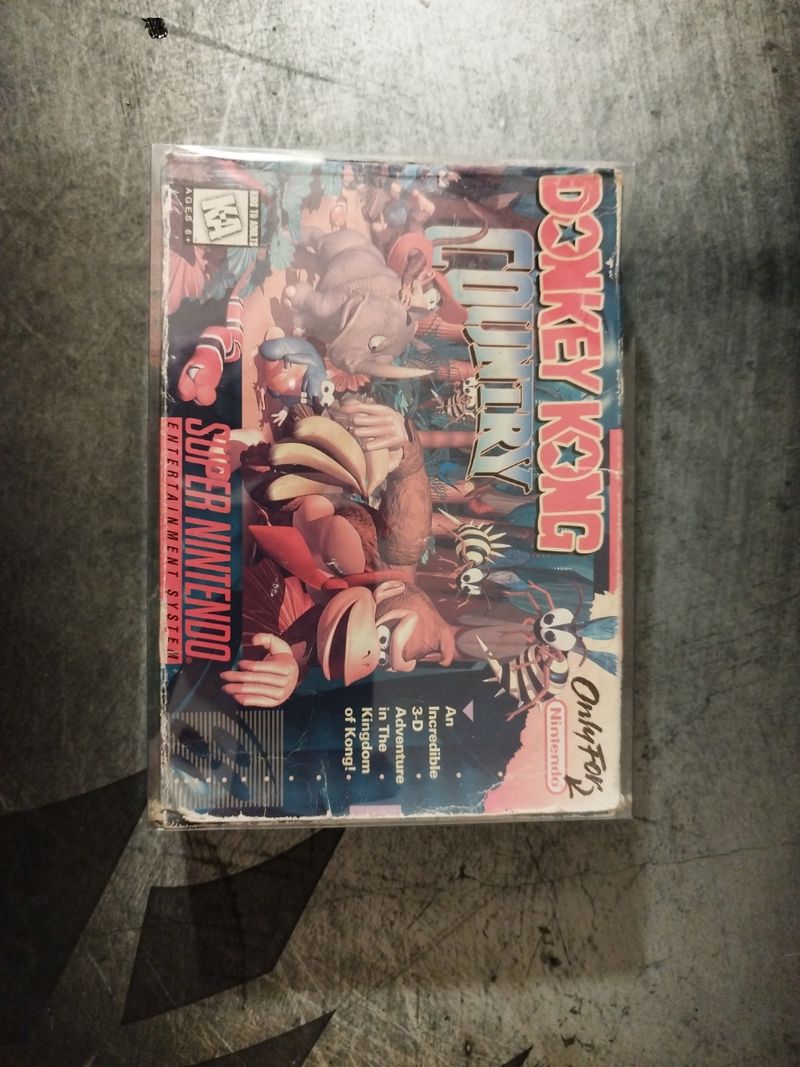 DONKEY KONG
COUNTRY
Only For
Nintendo
An
Incredible
3-D
Adventure
in The
Kingdom
of Kong!
KIDS TO ADULTS
K-A
AGES 6+
SUPER NINTENDO
ENTERTAINMENT SYSTEM